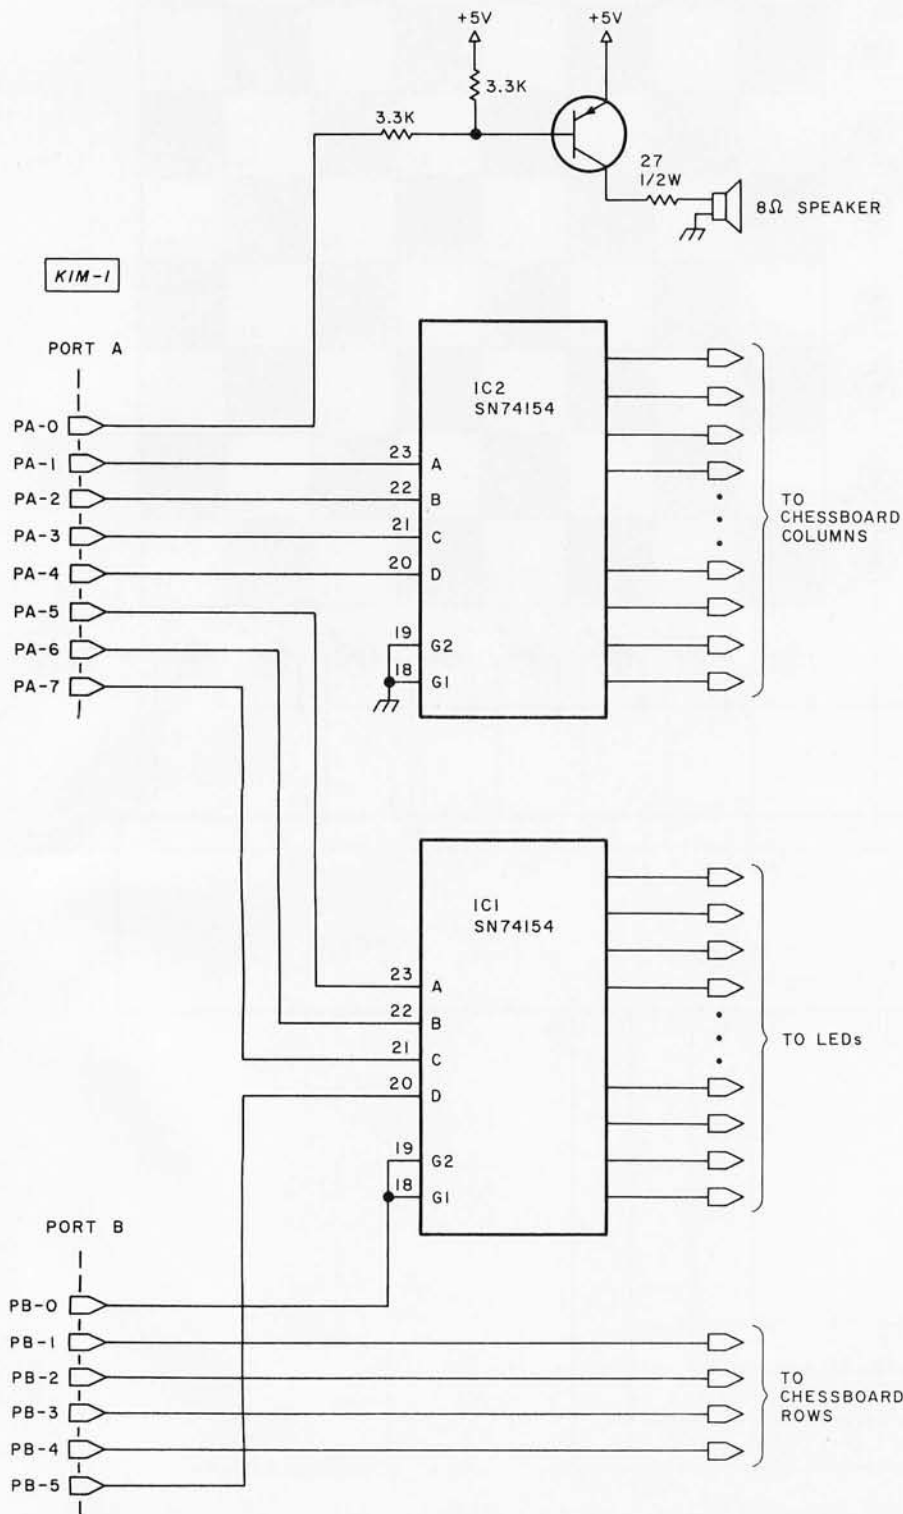 +5V
+5V
3.3K
3.3K
27
1/2W
8Ω SPEAKER
KIM-1
PORT A
PA-0
PA-1
PA-2
PA-3
PA-4
PA-5
PA-6
PA-7
IC2
SN74154
23 A
22 B
21 C
20 D
19 G2
18 G1
TO
CHESSBOARD
COLUMNS
IC1
SN74154
23 A
22 B
21 C
20 D
19 G2
18 G1
TO LEDs
PORT B
PB-0
PB-1
PB-2
PB-3
PB-4
PB-5
TO
CHESSBOARD
ROWS